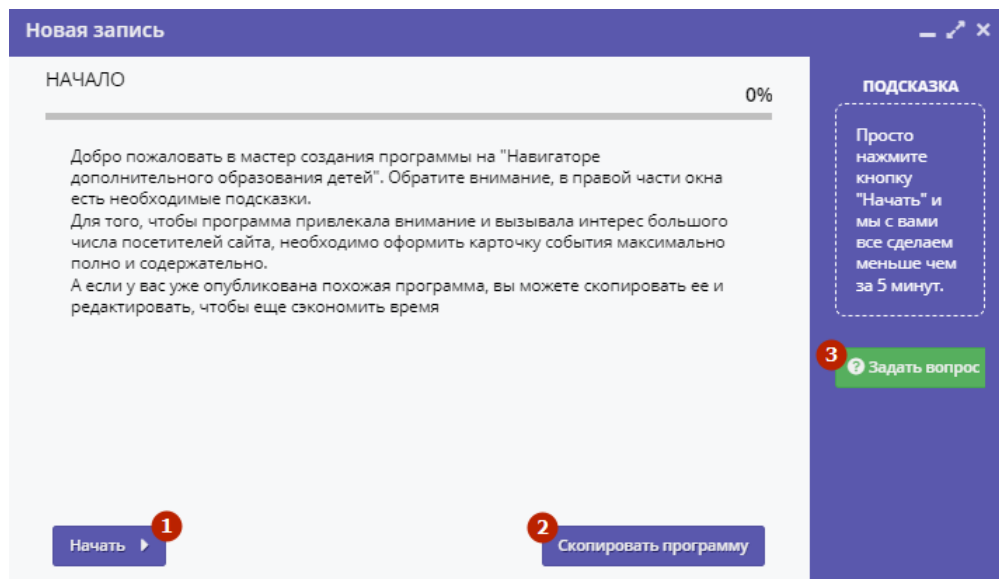 Новая запись
НАЧАЛО
0%
Добро пожаловать в мастер создания программы на "Навигаторе
дополнительного образования детей". Обратите внимание, в правой части окна
есть необходимые подсказки.
Для того, чтобы программа привлекала внимание и вызывала интерес большого
числа посетителей сайта, необходимо оформить карточку события максимально
полно и содержательно.
А если у вас уже опубликована похожая программа, вы можете скопировать ее и
редактировать, чтобы еще сэкономить время
1
Начать
2
Скопировать программу
ПОДСКАЗКА
Просто
нажмите
кнопку
"Начать" и
мы с вами
все сделаем
меньше чем
за 5 минут.
3
? Задать вопрос